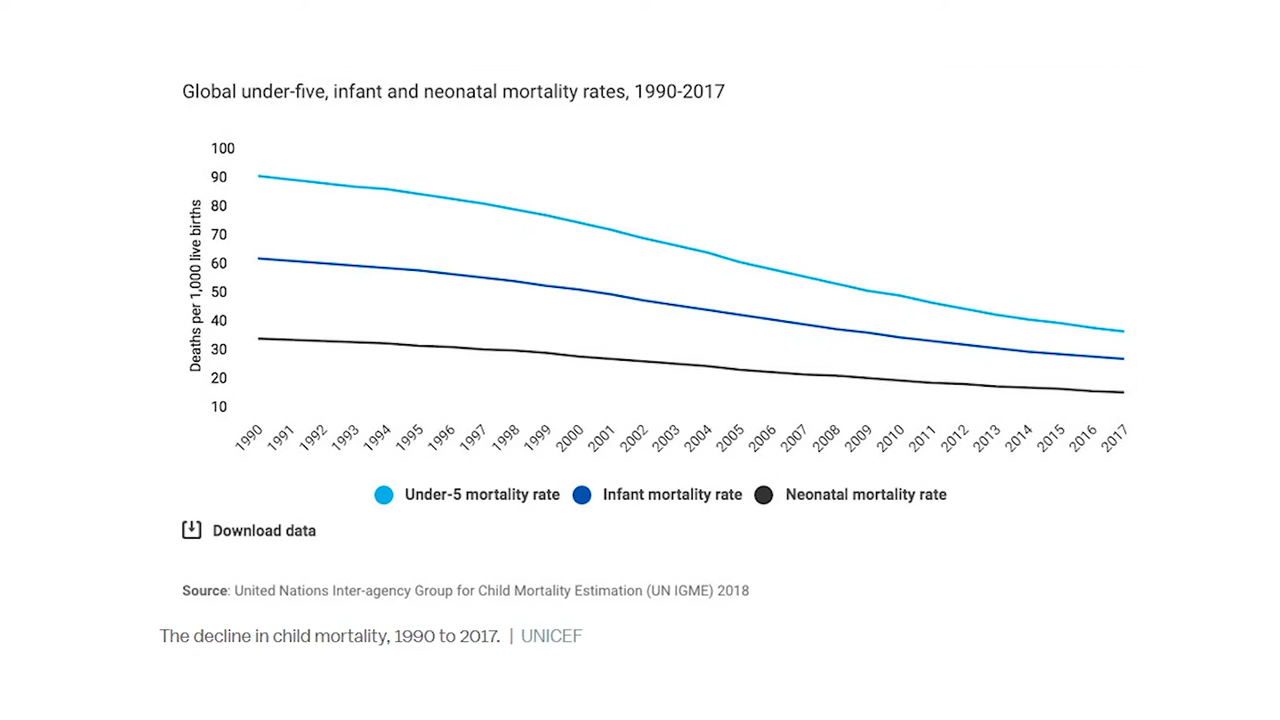 Global under-five, infant and neonatal mortality rates, 1990-2017
Deaths per 1,000 live births
100
90
80
70
60
50
40
30
20
10
1990 1991 1992 1993 1994 1995 1996 1997 1998 1999 2000 2001 2002 2003 2004 2005 2006 2007 2008 2009 2010 2011 2012 2013 2014 2015 2016 2017
Under-5 mortality rate Infant mortality rate Neonatal mortality rate
Download data
Source: United Nations Inter-agency Group for Child Mortality Estimation (UN IGME) 2018
The decline in child mortality, 1990 to 2017. | UNICEF